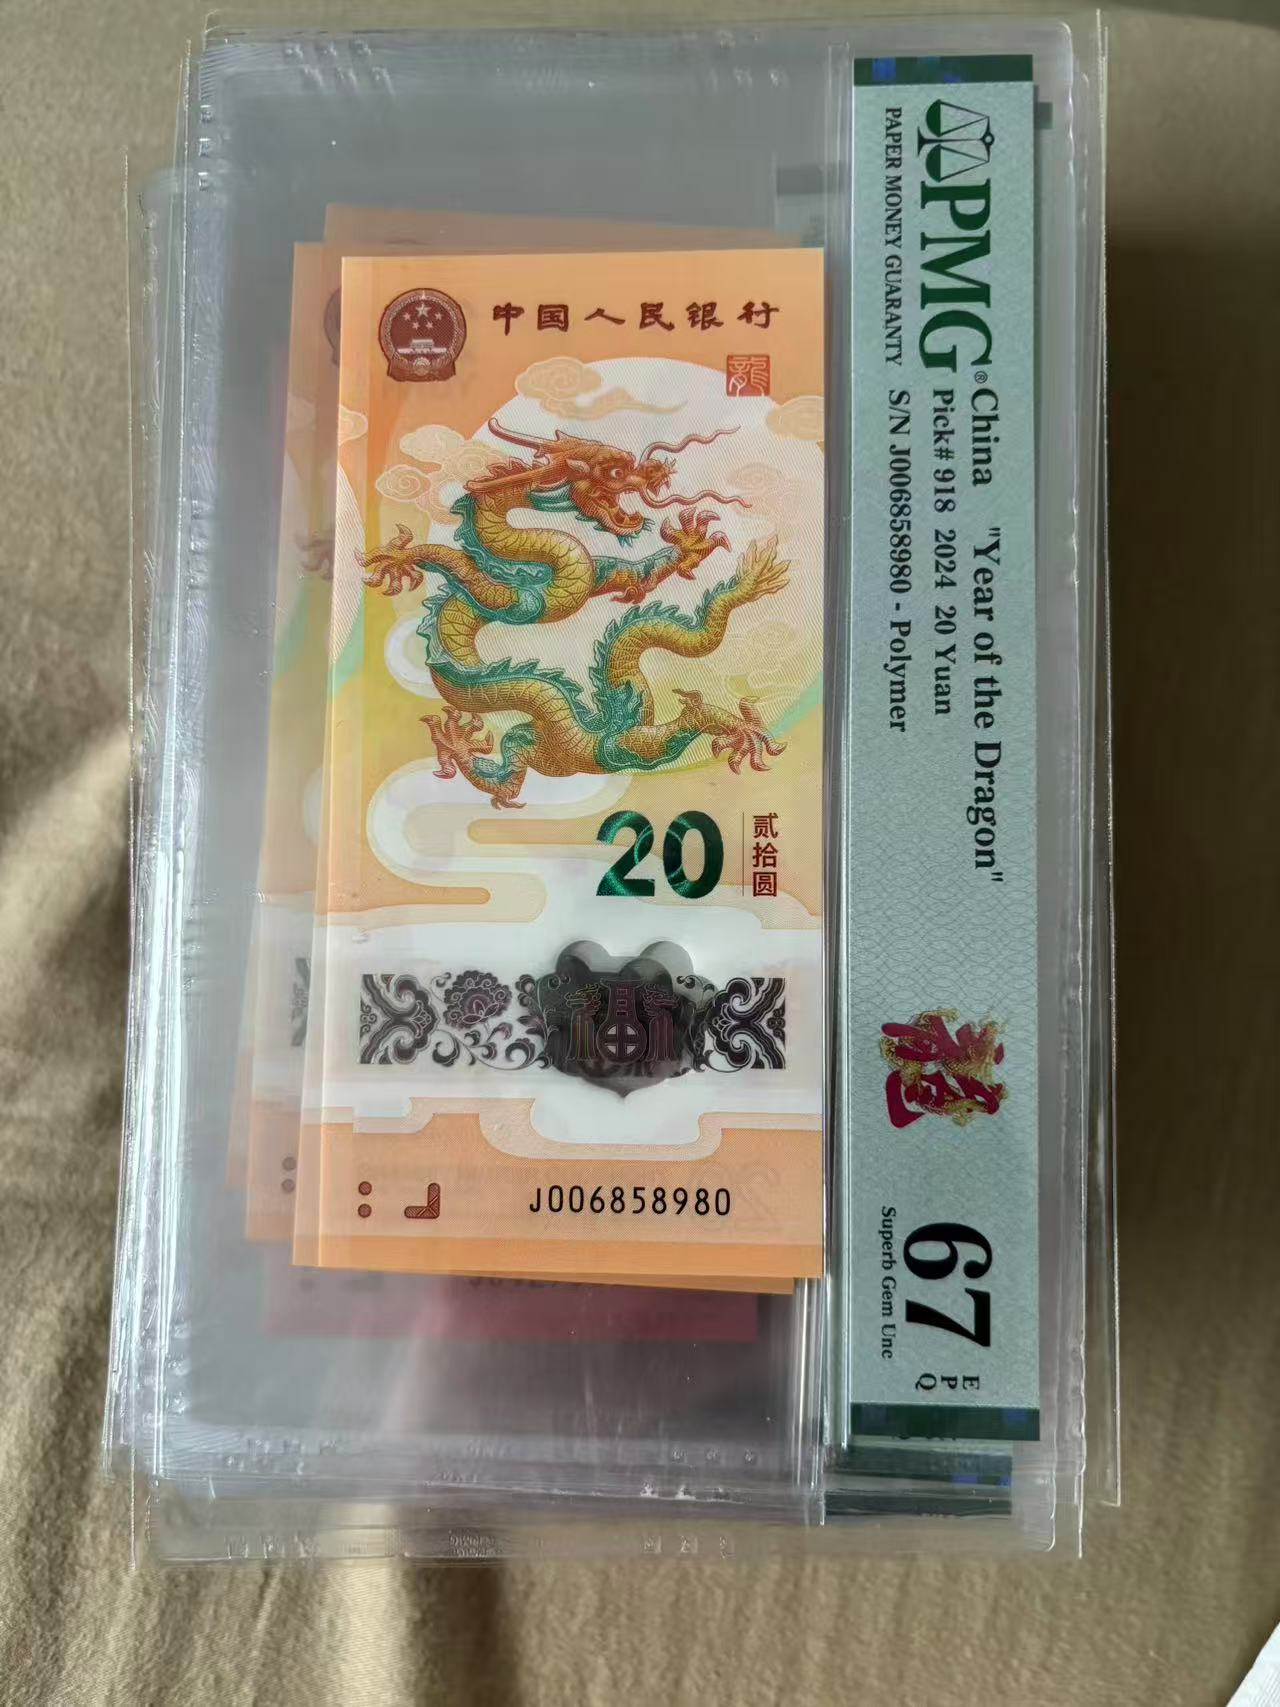 中国人民银行
龍
20
贰拾圆
J006858980
PMG®
PAPER MONEY GUARANTY
China "Year of the Dragon"
Pick# 918 2024 20 Yuan
S/N J006858980 - Polymer
67
EPQ
Superb Gem Unc